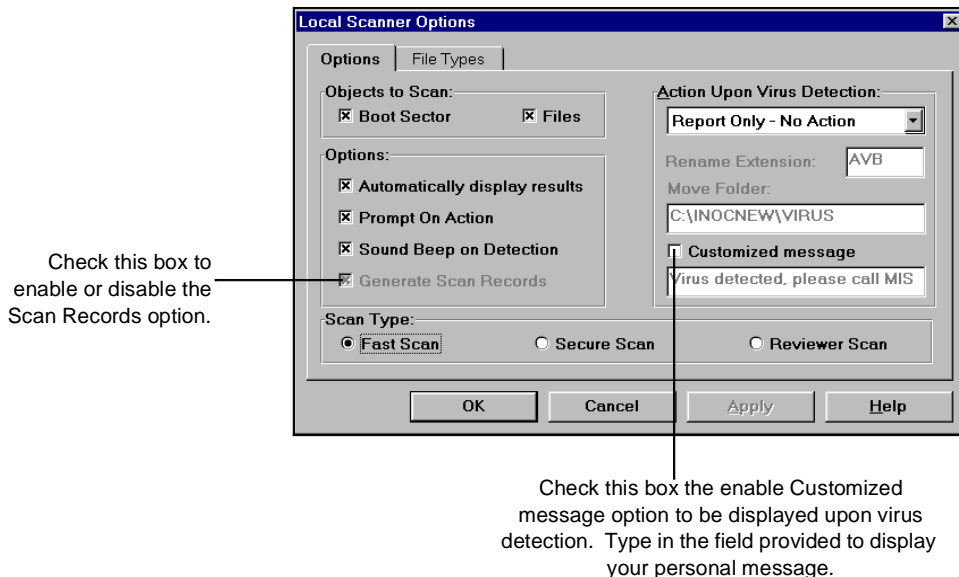 Local Scanner Options
Options File Types
Objects to Scan:
Boot Sector Files
Options:
Automatically display results
Prompt On Action
Sound Beep on Detection
Generate Scan Records
Action Upon Virus Detection:
Report Only - No Action
Rename Extension: AVB
Move Folder:
C:\INOCNEW\VIRUS
Customized message
Virus detected, please call MIS
Scan Type:
Fast Scan Secure Scan Reviewer Scan
OK Cancel Apply Help
Check this box to
enable or disable the
Scan Records option.
Check this box the enable Customized
message option to be displayed upon virus
detection. Type in the field provided to display
your personal message.